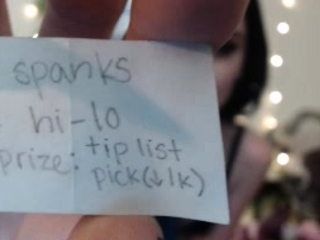 spanks
hi-lo
prize: tip list
pick(↓1k)